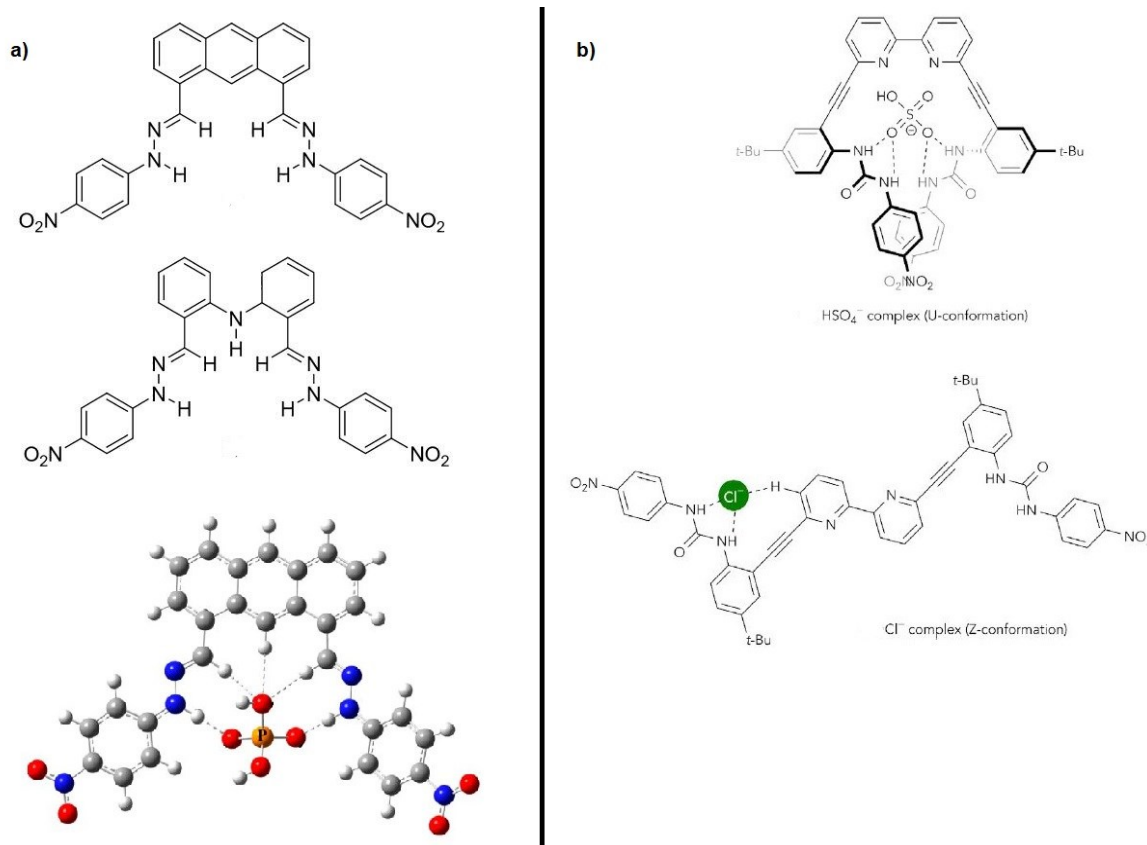 a)
N H H N
N H H N
O₂N NO₂
N
H
N H H N
N H H N
O₂N NO₂
P
b)
N N
HO O
S
O ⊖ O
t-Bu NH HN t-Bu
O NH HN O
O₂N NO₂
HSO₄⁻ complex (U-conformation)
t-Bu
O₂N Cl⁻ H
O
NH N N NH
O NH HN
NO
t-Bu
Cl⁻ complex (Z-conformation)